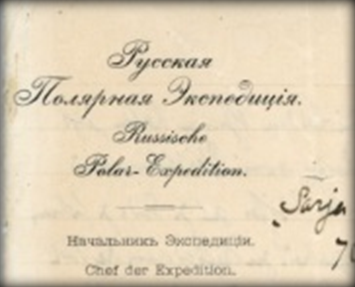 Русская
Полярная Экспедиція.
Russische
Polar-Expedition.
„Sarja
Начальникъ Экспедиціи.
Chef der Expedition.